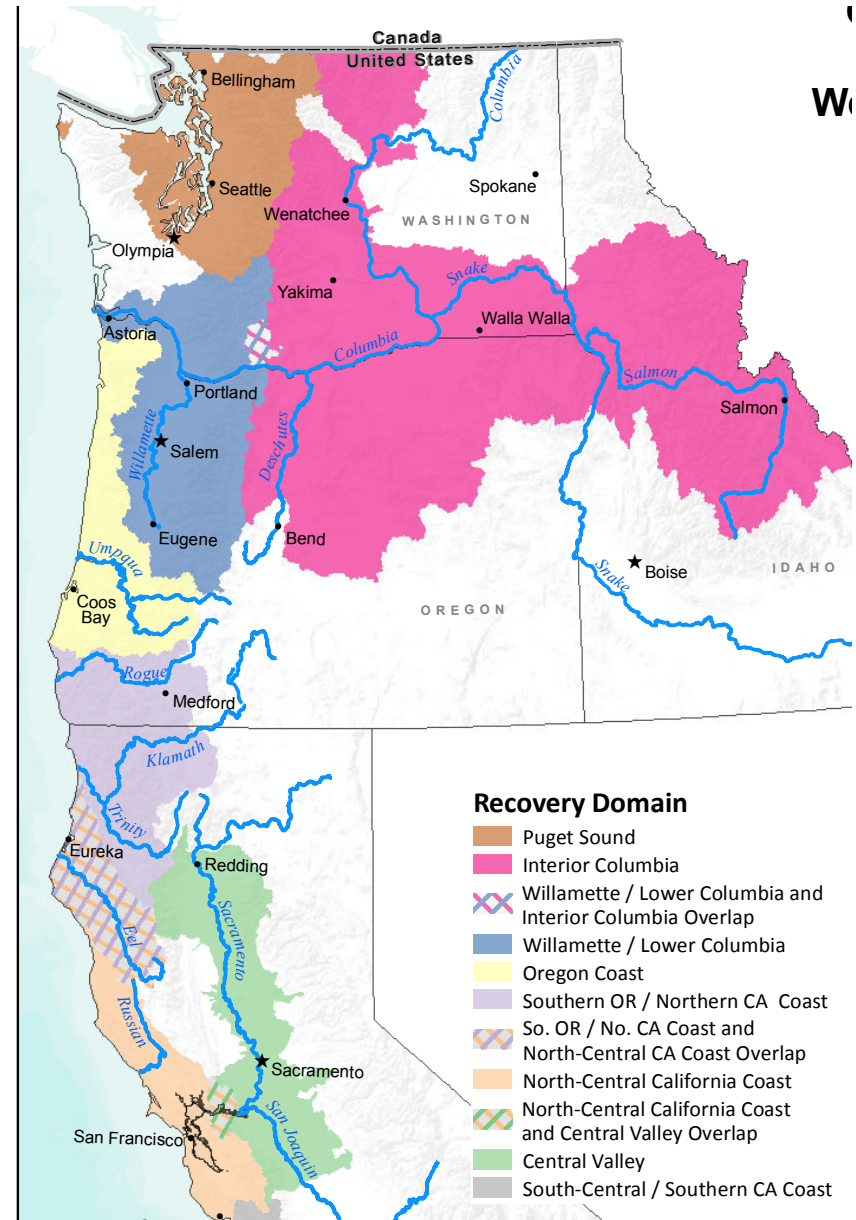 Canada
United States
Bellingham
Columbia
Seattle
Spokane
Wenatchee
WASHINGTON
Olympia
Snake
Yakima
Walla Walla
Astoria
Columbia
Salmon
Portland
Salmon
Willamette
Salem
Deschutes
Eugene
Bend
Umpqua
Snake
Boise
IDAHO
Coos
Bay
OREGON
Rogue
Medford
Klamath
Trinity
Eureka
Redding
Sacramento
Eel
Russian
Sacramento
San Joaquin
San Francisco
Recovery Domain
Puget Sound
Interior Columbia
Willamette / Lower Columbia and
Interior Columbia Overlap
Willamette / Lower Columbia
Oregon Coast
Southern OR / Northern CA Coast
So. OR / No. CA Coast and
North-Central CA Coast Overlap
North-Central California Coast
North-Central California Coast
and Central Valley Overlap
Central Valley
South-Central / Southern CA Coast